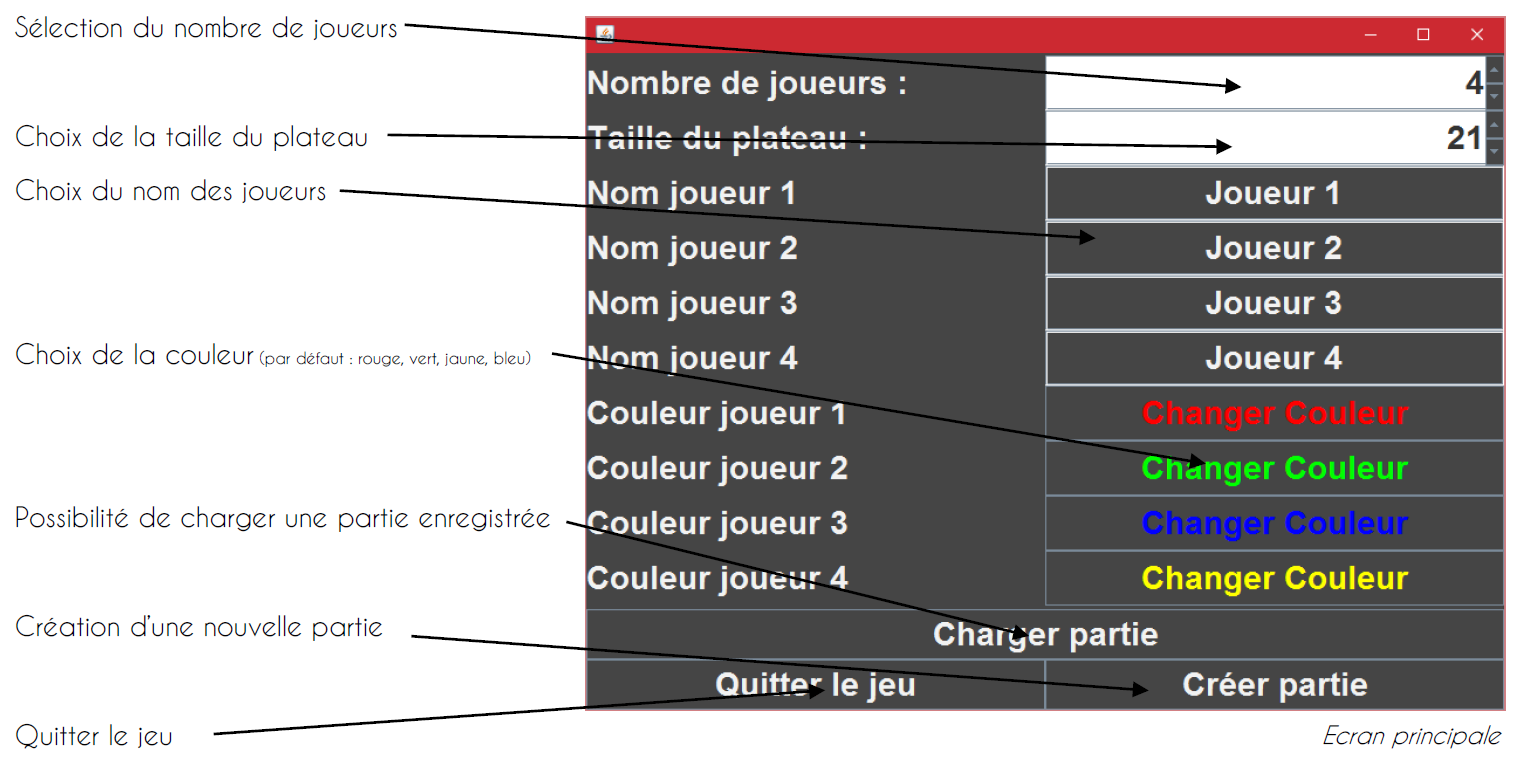 Sélection du nombre de joueurs
Choix de la taille du plateau
Choix du nom des joueurs
Choix de la couleur (par défaut : rouge, vert, jaune, bleu)
Possibilité de charger une partie enregistrée
Création d'une nouvelle partie
Quitter le jeu
Nombre de joueurs : 4
Taille du plateau : 21
Nom joueur 1 Joueur 1
Nom joueur 2 Joueur 2
Nom joueur 3 Joueur 3
Nom joueur 4 Joueur 4
Couleur joueur 1 Changer Couleur
Couleur joueur 2 Changer Couleur
Couleur joueur 3 Changer Couleur
Couleur joueur 4 Changer Couleur
Charger partie
Quitter le jeu Créer partie
Ecran principale